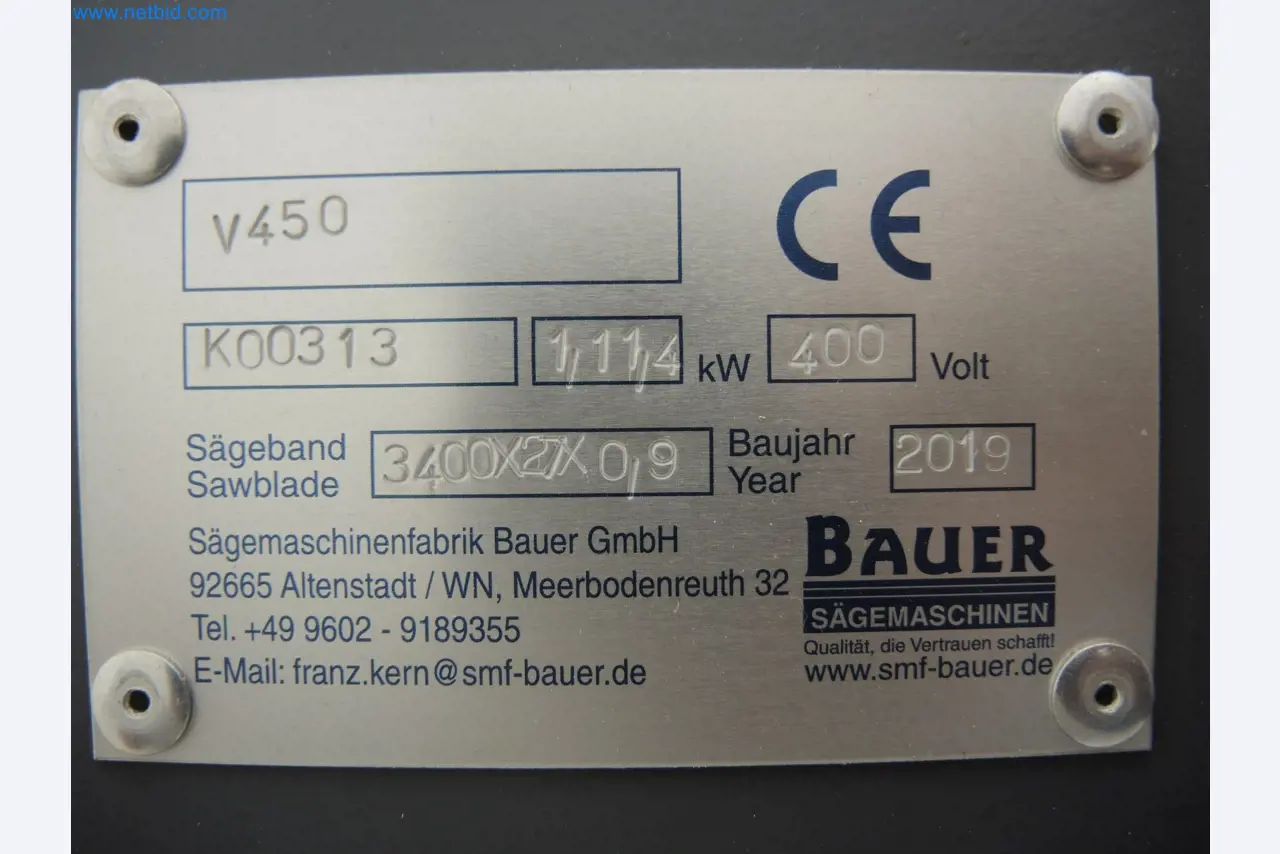 www.netbid.com
V450
CE
K00313 1,11,4 kW 400 Volt
Sägeband 3400X27X0,9 Baujahr 2019
Sawblade Year
Sägemaschinenfabrik Bauer GmbH
92665 Altenstadt / WN, Meerbodenreuth 32
Tel. +49 9602 - 9189355
E-Mail: franz.kern@smf-bauer.de
BAUER
SÄGEMASCHINEN
Qualität, die Vertrauen schafft!
www.smf-bauer.de